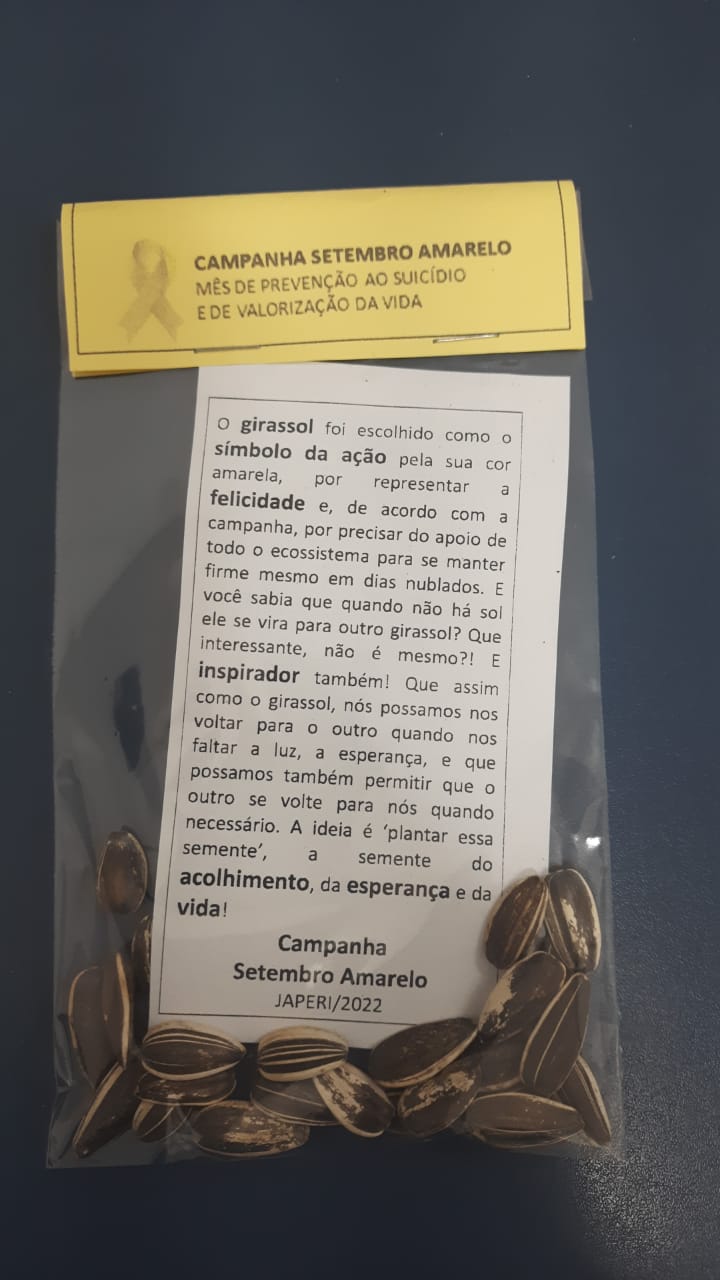 CAMPANHA SETEMBRO AMARELO
MÊS DE PREVENÇÃO AO SUICÍDIO
E DE VALORIZAÇÃO DA VIDA
O girassol foi escolhido como o
símbolo da ação pela sua cor
amarela, por representar a
felicidade e, de acordo com a
campanha, por precisar do apoio de
todo o ecossistema para se manter
firme mesmo em dias nublados. E
você sabia que quando não há sol
ele se vira para outro girassol? Que
interessante, não é mesmo?! E
inspirador também! Que assim
como o girassol, nós possamos nos
voltar para o outro quando nos
faltar a luz, a esperança, e que
possamos também permitir que o
outro se volte para nós quando
necessário. A ideia é ‘plantar essa
semente’, a semente do
acolhimento, da esperança e da
vida!
Campanha
Setembro Amarelo
JAPERI/2022